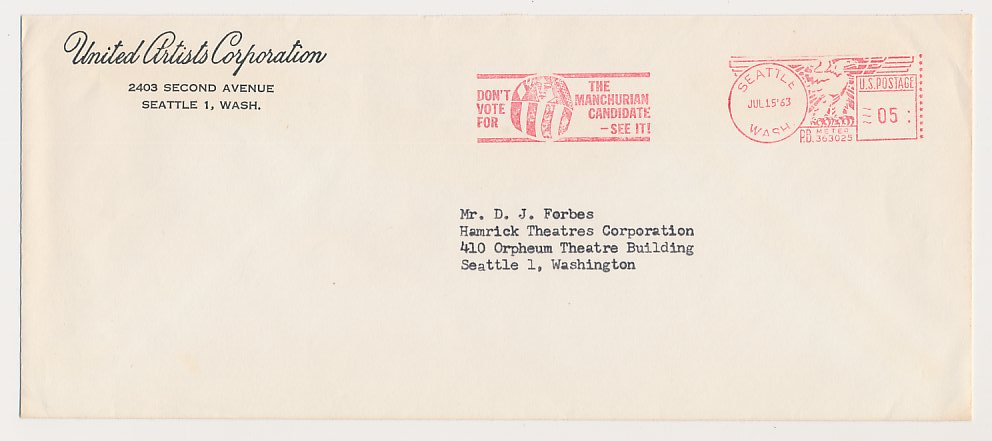 United Artists Corporation
2403 SECOND AVENUE
SEATTLE 1, WASH.
DON'T VOTE FOR
THE MANCHURIAN CANDIDATE
—SEE IT!
SEATTLE
JUL 15 '63
WASH.
U.S. POSTAGE
05
P.D. METER 363025
Mr. D. J. Forbes
Hamrick Theatres Corporation
410 Orpheum Theatre Building
Seattle 1, Washington